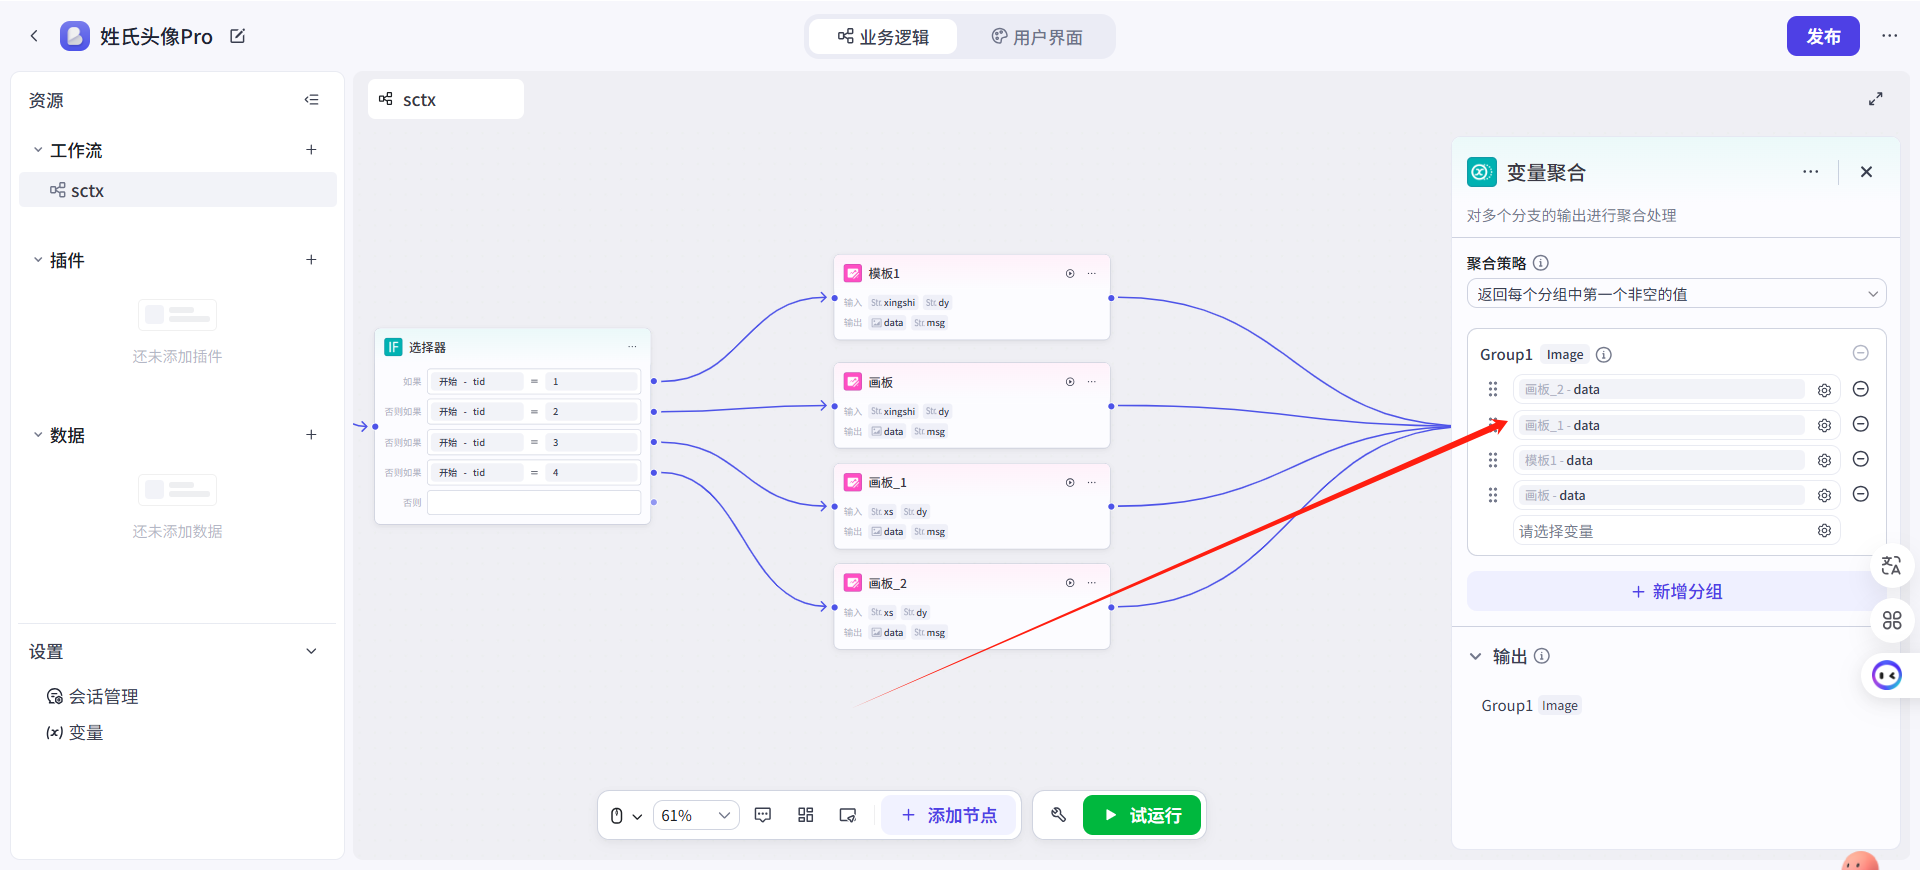 姓氏头像Pro
业务逻辑
用户界面
发布
资源
工作流
sctx
插件
还未添加插件
数据
还未添加数据
设置
会话管理
变量
sctx
IF 选择器
如果 开始 - tid = 1
否则如果 开始 - tid = 2
否则如果 开始 - tid = 3
否则如果 开始 - tid = 4
否则
模板1
输入 Str. xingshi Str. dy
输出 data Str. msg
画板
输入 Str. xingshi Str. dy
输出 data Str. msg
画板_1
输入 Str. xs Str. dy
输出 data Str. msg
画板_2
输入 Str. xs Str. dy
输出 data Str. msg
61%
添加节点
试运行
变量聚合
对多个分支的输出进行聚合处理
聚合策略
返回每个分组中第一个非空的值
Group1 Image
画板_2 - data
画板_1 - data
模板1 - data
画板 - data
请选择变量
新增分组
输出
Group1 Image